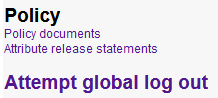 Policy
Policy documents
Attribute release statements
Attempt global log out